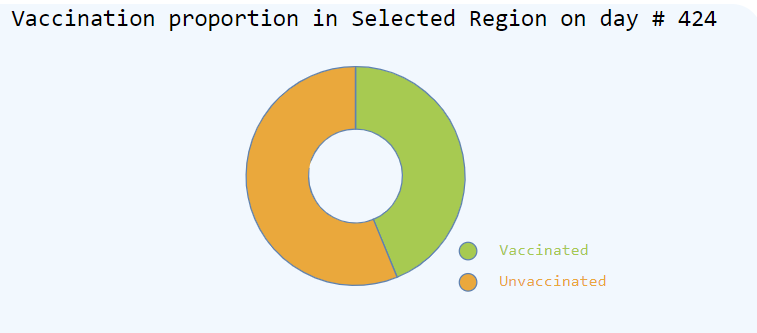 Vaccination proportion in Selected Region on day # 424
Vaccinated
Unvaccinated